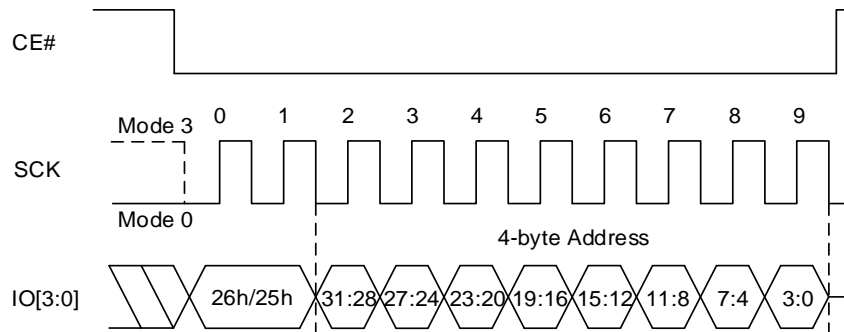 CE#
0 1 2 3 4 5 6 7 8 9
Mode 3
SCK
Mode 0
4-byte Address
IO[3:0] 26h/25h 31:28 27:24 23:20 19:16 15:12 11:8 7:4 3:0